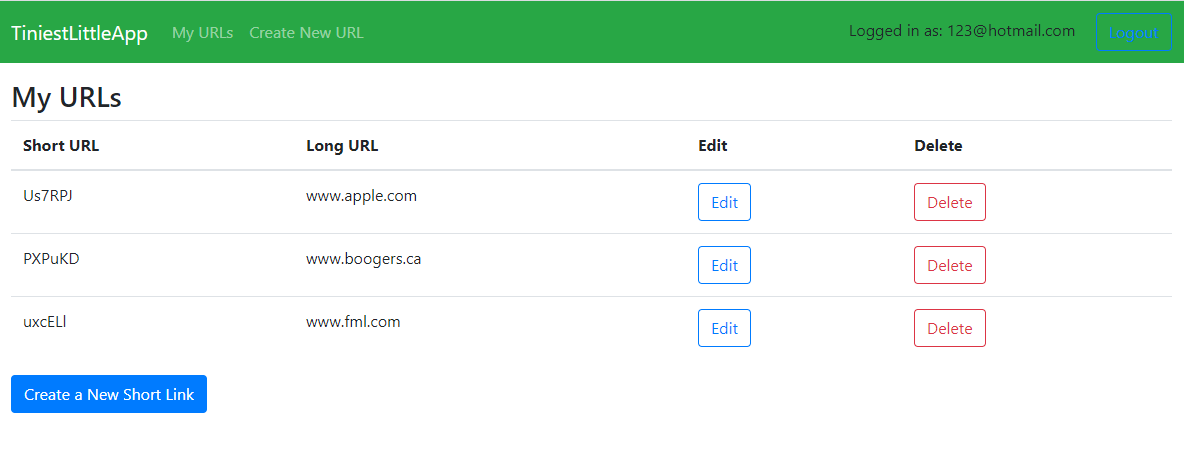 TiniestLittleApp My URLs Create New URL Logged in as: 123@hotmail.com Logout
My URLs
Short URL Long URL Edit Delete
Us7RPJ www.apple.com Edit Delete
PXPuKD www.boogers.ca Edit Delete
uxcELl www.fml.com Edit Delete
Create a New Short Link